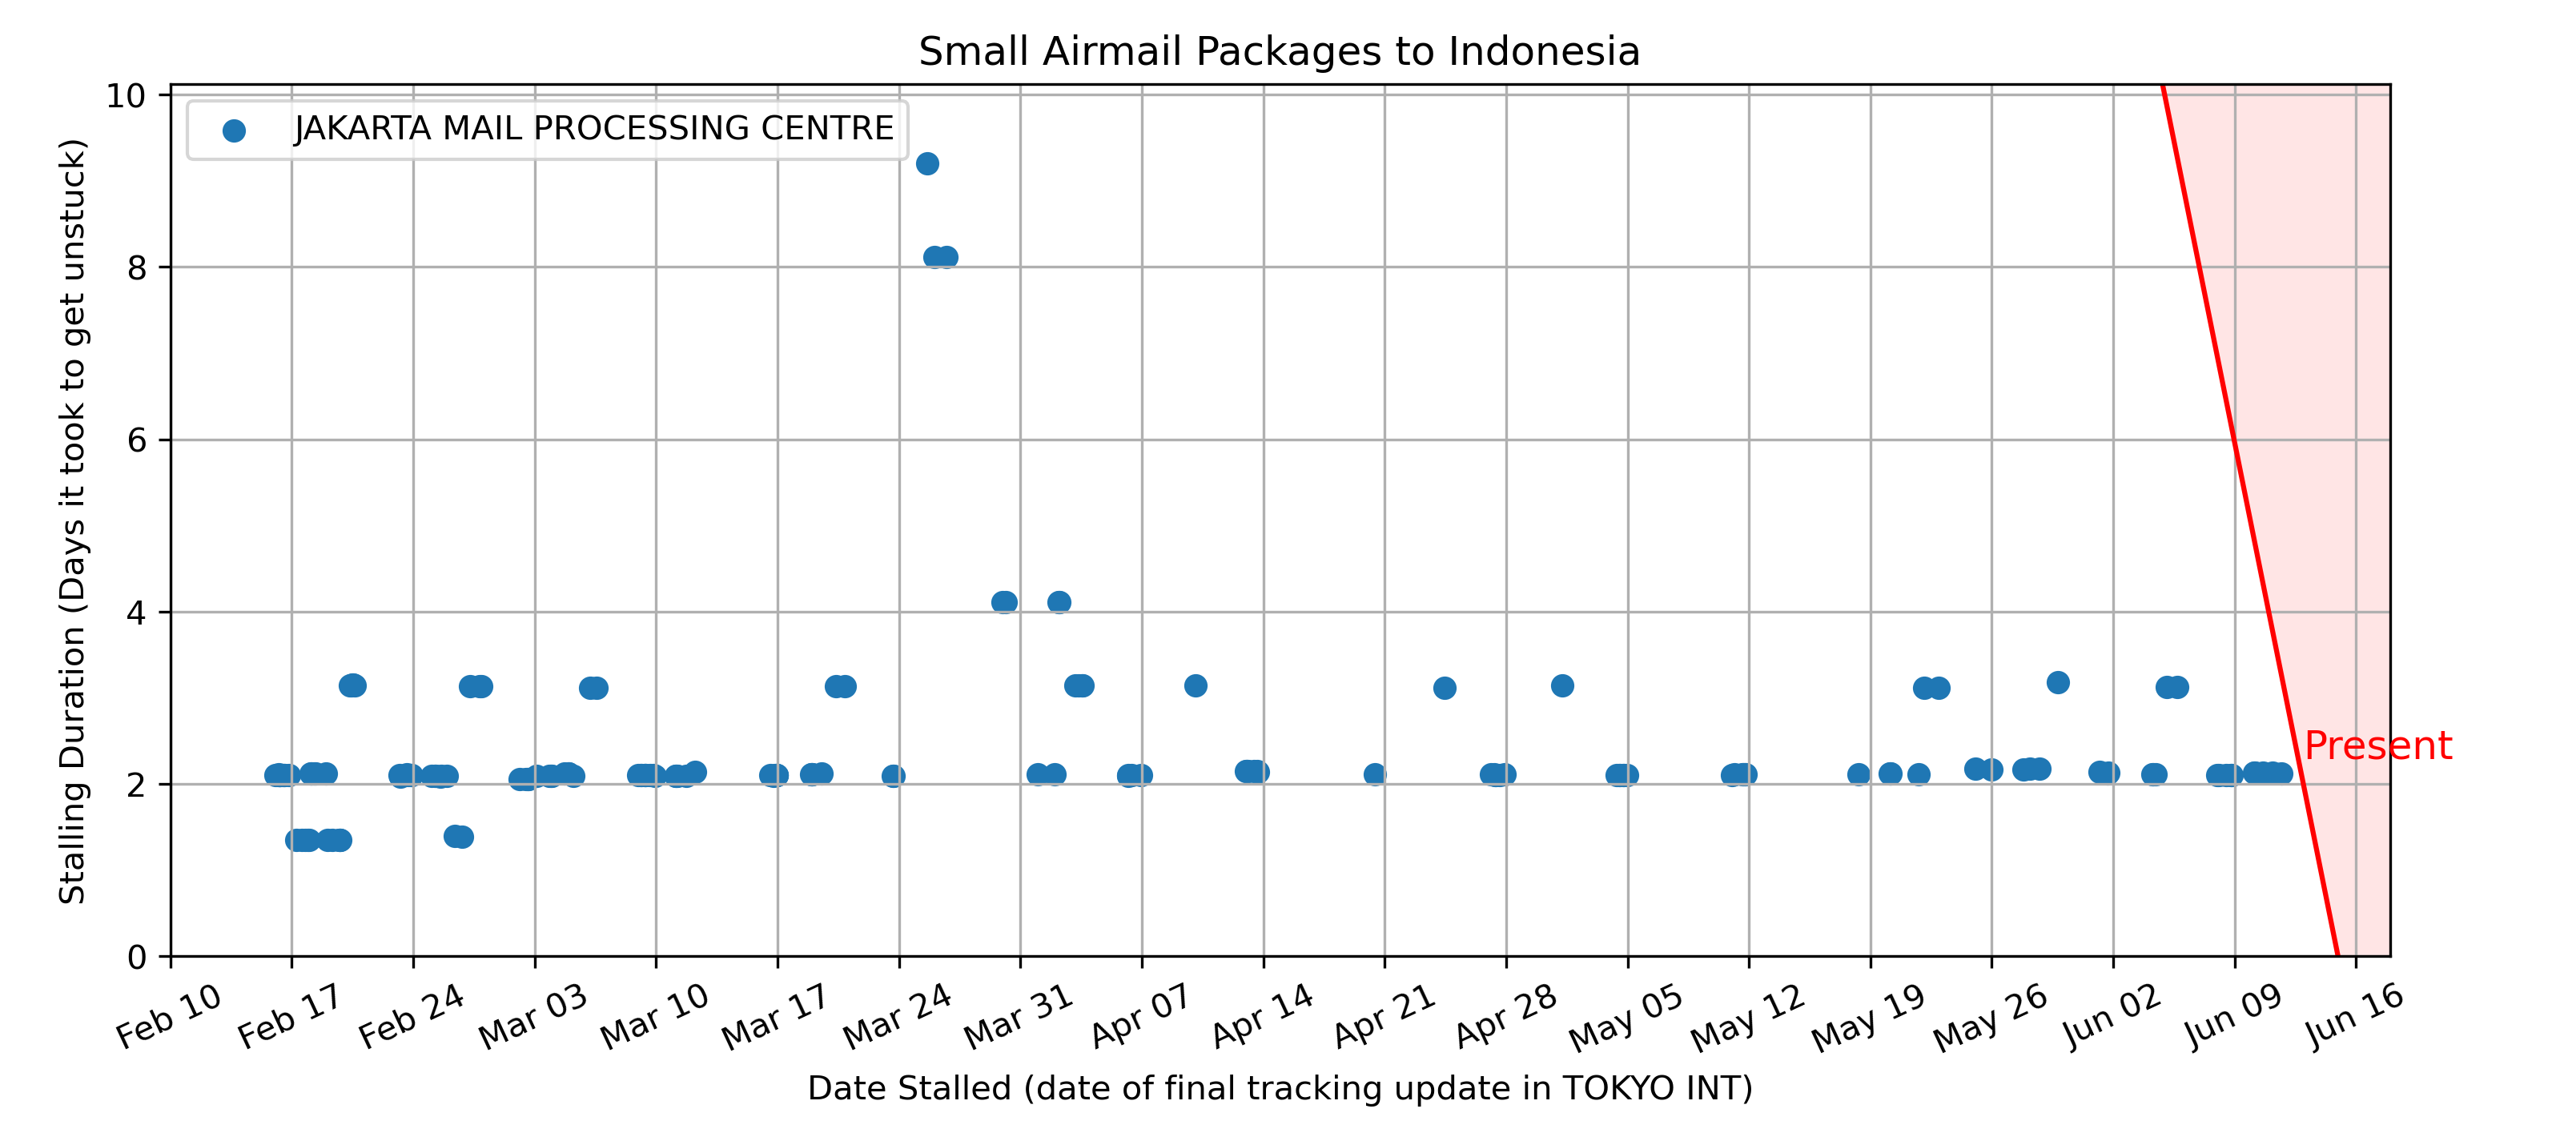 Small Airmail Packages to Indonesia
JAKARTA MAIL PROCESSING CENTRE
Stalling Duration (Days it took to get unstuck)
10
8
6
4
2
0
Present
Feb 10
Feb 17
Feb 24
Mar 03
Mar 10
Mar 17
Mar 24
Mar 31
Apr 07
Apr 14
Apr 21
Apr 28
May 05
May 12
May 19
May 26
Jun 02
Jun 09
Jun 16
Date Stalled (date of final tracking update in TOKYO INT)